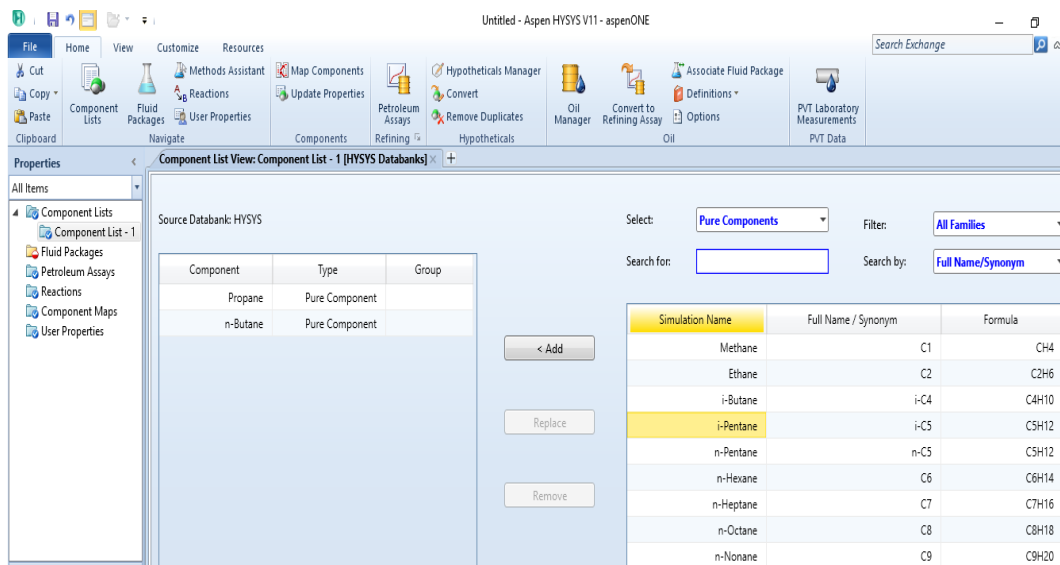 Untitled - Aspen HYSYS V11 - aspenONE
File Home View Customize Resources Search Exchange
Cut
Copy
Paste
Clipboard
Component Lists
Fluid Packages
Methods Assistant
Reactions
User Properties
Navigate
Map Components
Update Properties
Components
Petroleum Assays
Refining
Hypotheticals Manager
Convert
Remove Duplicates
Hypotheticals
Oil Manager
Convert to Refining Assay
Associate Fluid Package
Definitions
Options
Oil
PVT Laboratory Measurements
PVT Data
Properties
All Items
Component Lists
Component List - 1
Fluid Packages
Petroleum Assays
Reactions
Component Maps
User Properties
Component List View: Component List - 1 [HYSYS Databanks]
Source Databank: HYSYS
Component Type Group
Propane Pure Component
n-Butane Pure Component
< Add
Replace
Remove
Select: Pure Components Filter: All Families
Search for: Search by: Full Name/Synonym
Simulation Name Full Name / Synonym Formula
Methane C1 CH4
Ethane C2 C2H6
i-Butane i-C4 C4H10
i-Pentane i-C5 C5H12
n-Pentane n-C5 C5H12
n-Hexane C6 C6H14
n-Heptane C7 C7H16
n-Octane C8 C8H18
n-Nonane C9 C9H20